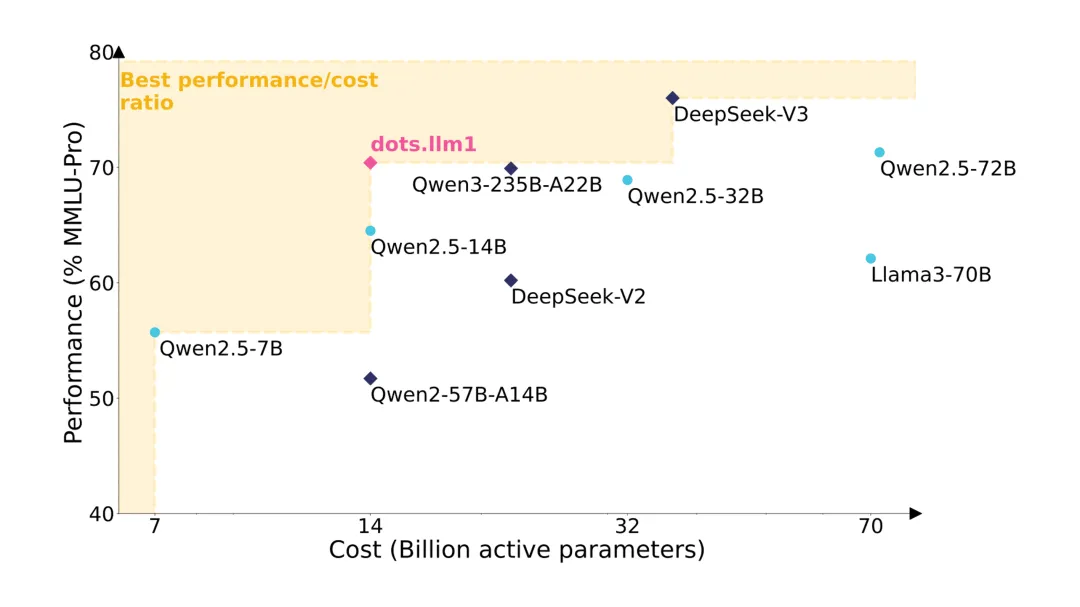 80
Best performance/cost
ratio
DeepSeek-V3
dots.llm1
70
Qwen3-235B-A22B
Qwen2.5-72B
Qwen2.5-32B
Qwen2.5-14B
60
Llama3-70B
DeepSeek-V2
Qwen2.5-7B
50
Qwen2-57B-A14B
40
Performance (% MMLU-Pro)
7 14 32 70
Cost (Billion active parameters)